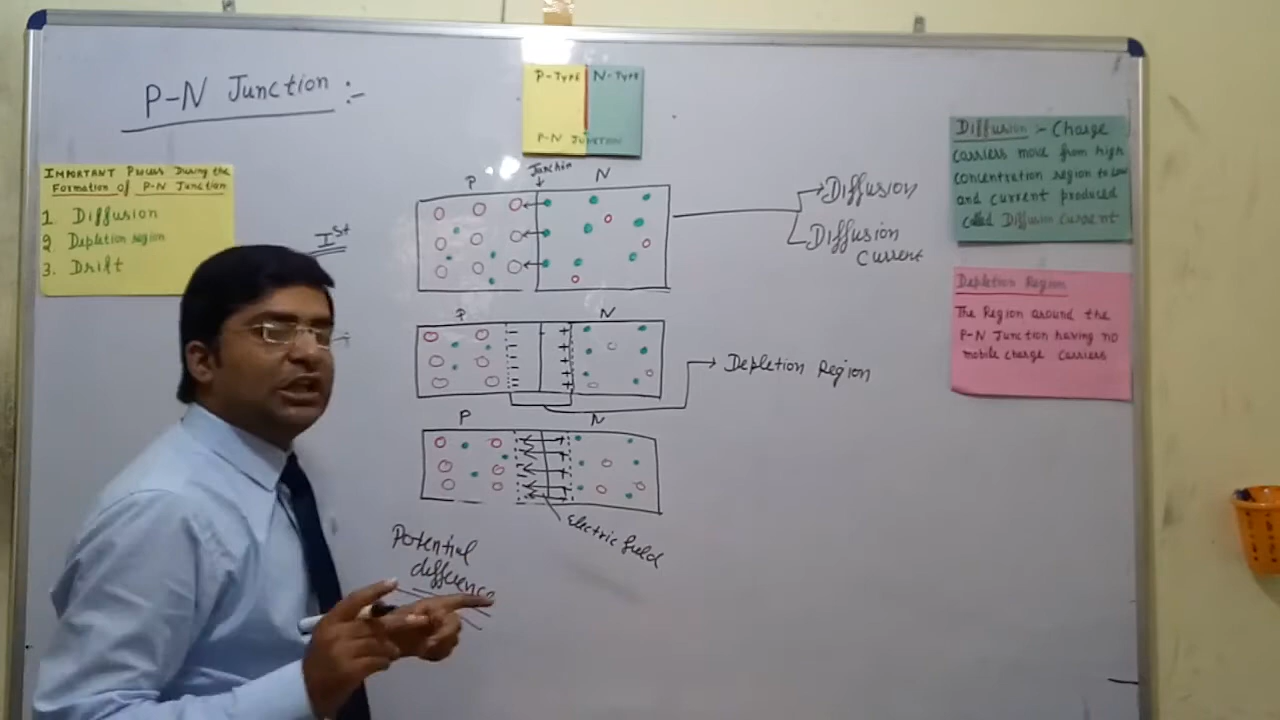 P-N Junction :-
P-TYPE N-TYPE
P-N JUNCTION
IMPORTANT Process During the
Formation of P-N Junction
1. Diffusion
2. Depletion region
3. Drift
Ist
Junction
P N
Diffusion
Diffusion
Current
P N
Depletion Region
P N
Electric field
Potential
difference
Diffusion :- Charge
carriers move from high
concentration region to low
and current produced
called Diffusion Current
Depletion Region
The Region around the
P-N Junction having no
mobile charge carriers